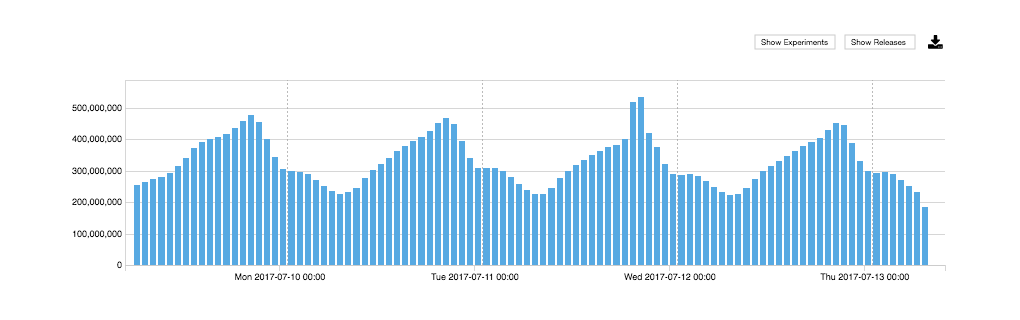 Show Experiments
Show Releases
500,000,000
400,000,000
300,000,000
200,000,000
100,000,000
0
Mon 2017-07-10 00:00
Tue 2017-07-11 00:00
Wed 2017-07-12 00:00
Thu 2017-07-13 00:00